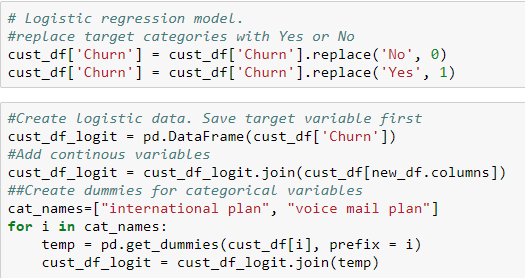 # Logistic regression model.
#replace target categories with Yes or No
cust_df['Churn'] = cust_df['Churn'].replace('No', 0)
cust_df['Churn'] = cust_df['Churn'].replace('Yes', 1)
#Create logistic data. Save target variable first
cust_df_logit = pd.DataFrame(cust_df['Churn'])
#Add continous variables
cust_df_logit = cust_df_logit.join(cust_df[new_df.columns])
##Create dummies for categorical variables
cat_names=["international plan", "voice mail plan"]
for i in cat_names:
    temp = pd.get_dummies(cust_df[i], prefix = i)
    cust_df_logit = cust_df_logit.join(temp)